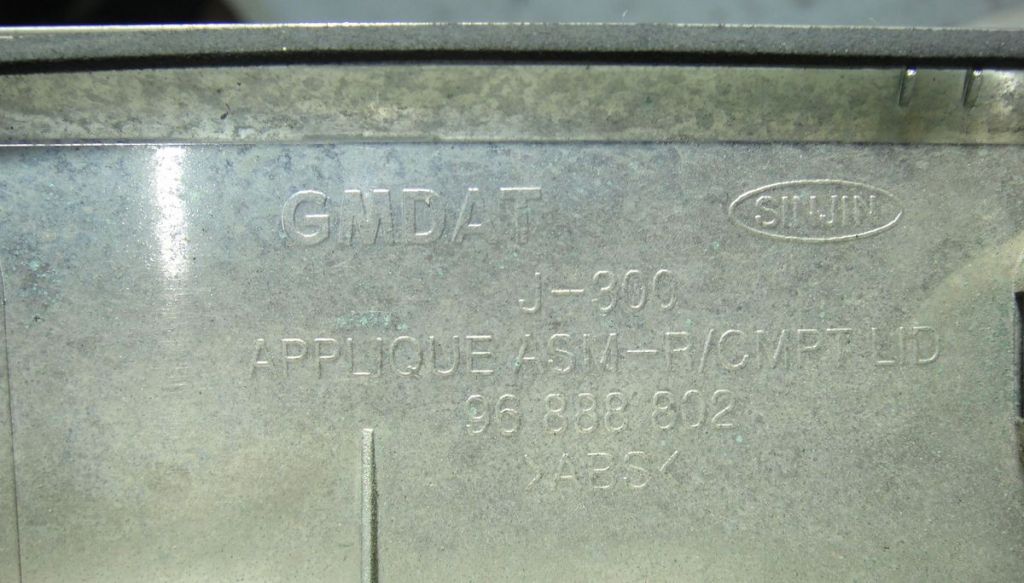 GMDAT SINJIN
J-300
APPLIQUE ASM-R/CMPT LID
96 888 802
>ABS<